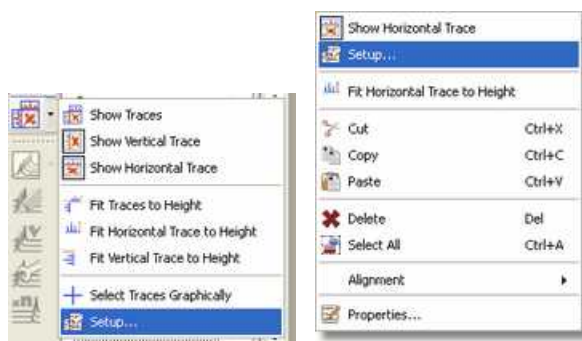 Show Traces
Show Vertical Trace
Show Horizontal Trace
Fit Traces to Height
Fit Horizontal Trace to Height
Fit Vertical Trace to Height
Select Traces Graphically
Setup...
Show Horizontal Trace
Setup...
Fit Horizontal Trace to Height
Cut Ctrl+X
Copy Ctrl+C
Paste Ctrl+V
Delete Del
Select All Ctrl+A
Alignment
Properties...